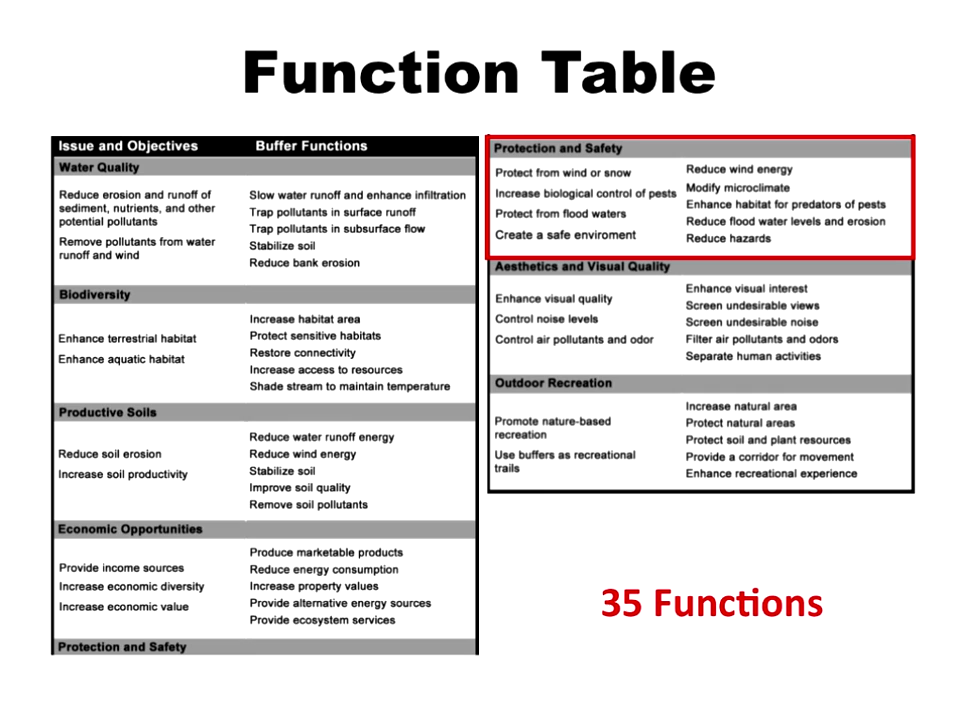 Function Table
Issue and Objectives Buffer Functions
Water Quality
Reduce erosion and runoff of
sediment, nutrients, and other
potential pollutants
Remove pollutants from water
runoff and wind
Slow water runoff and enhance infiltration
Trap pollutants in surface runoff
Trap pollutants in subsurface flow
Stabilize soil
Reduce bank erosion
Biodiversity
Enhance terrestrial habitat
Enhance aquatic habitat
Increase habitat area
Protect sensitive habitats
Restore connectivity
Increase access to resources
Shade stream to maintain temperature
Productive Soils
Reduce soil erosion
Increase soil productivity
Reduce water runoff energy
Reduce wind energy
Stabilize soil
Improve soil quality
Remove soil pollutants
Economic Opportunities
Provide income sources
Increase economic diversity
Increase economic value
Produce marketable products
Reduce energy consumption
Increase property values
Provide alternative energy sources
Provide ecosystem services
Protection and Safety
Protection and Safety
Protect from wind or snow
Increase biological control of pests
Protect from flood waters
Create a safe enviroment
Reduce wind energy
Modify microclimate
Enhance habitat for predators of pests
Reduce flood water levels and erosion
Reduce hazards
Aesthetics and Visual Quality
Enhance visual quality
Control noise levels
Control air pollutants and odor
Enhance visual interest
Screen undesirable views
Screen undesirable noise
Filter air pollutants and odors
Separate human activities
Outdoor Recreation
Promote nature-based
recreation
Use buffers as recreational
trails
Increase natural area
Protect natural areas
Protect soil and plant resources
Provide a corridor for movement
Enhance recreational experience
35 Functions